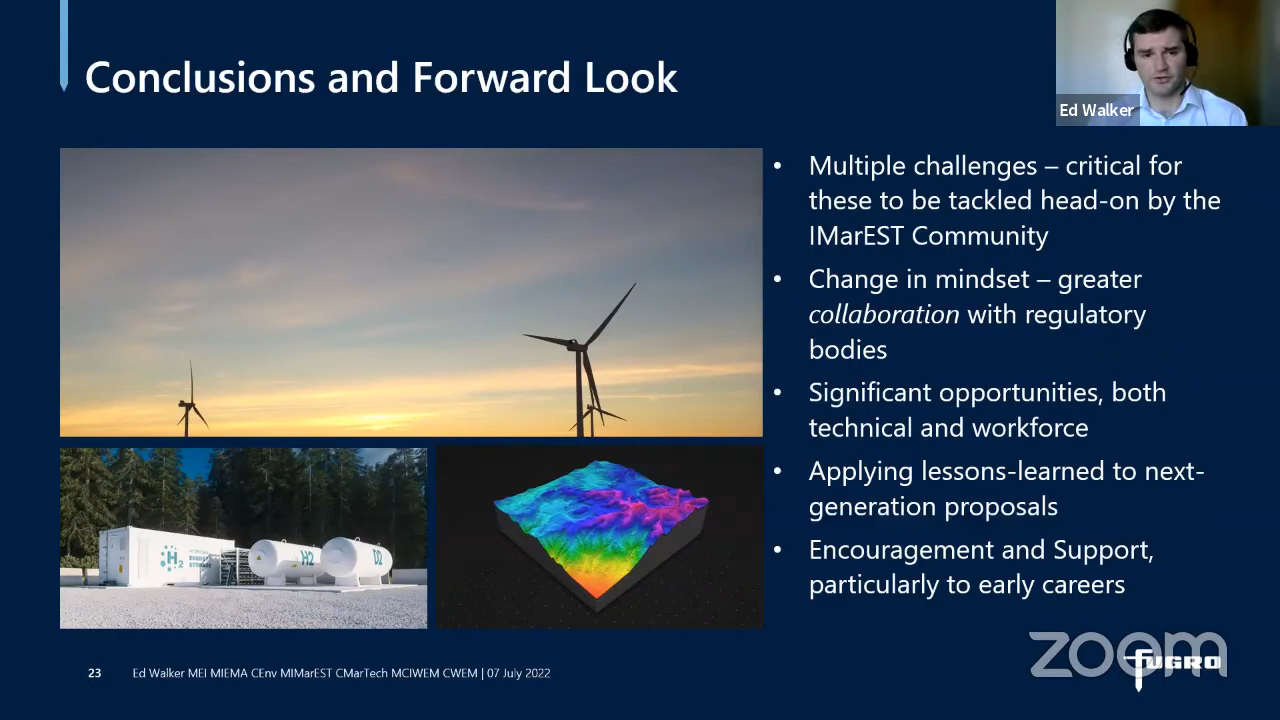 Conclusions and Forward Look
Ed Walker
• Multiple challenges – critical for
these to be tackled head-on by the
IMarEST Community
• Change in mindset – greater
collaboration with regulatory
bodies
• Significant opportunities, both
technical and workforce
• Applying lessons-learned to next-
generation proposals
• Encouragement and Support,
particularly to early careers
H2
HYDROGEN
ENERGY
STORAGE
H2
23 Ed Walker MEI MIEMA CEnv MIMarEST CMarTech MCIWEM CWEM | 07 July 2022
zoom
FUGRO